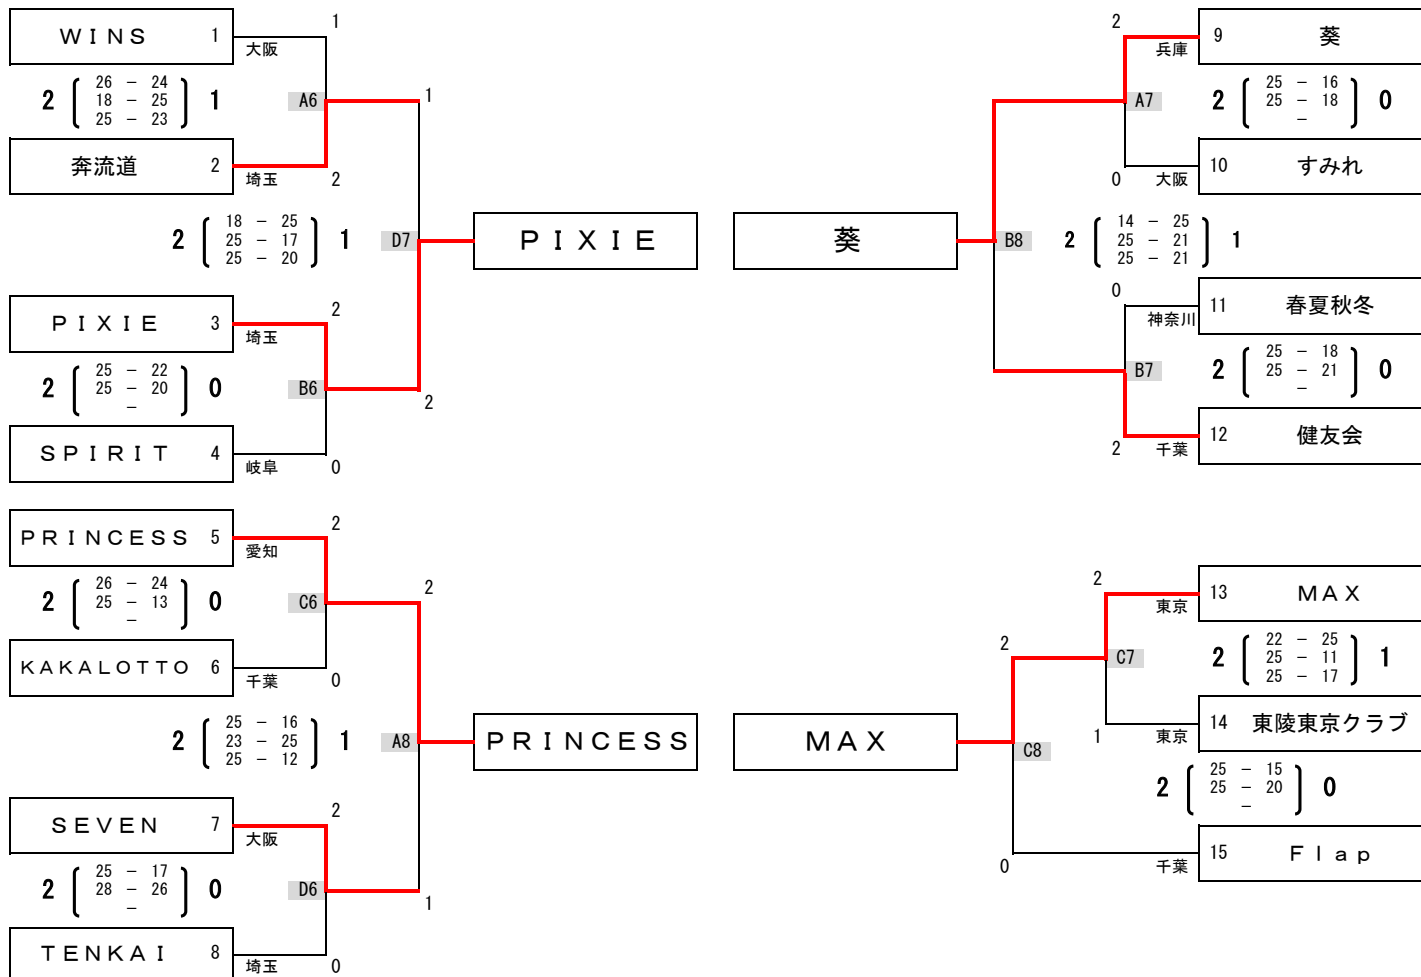 ＷＩＮＳ 1
大阪
1
2 26 － 24 1
18 － 25
25 － 23
A6
1
奔流道 2
埼玉
2
2 18 － 25 1
25 － 17
25 － 20
D7
ＰＩＸＩＥ
ＰＩＸＩＥ 3
埼玉
2
2 25 － 22 0
25 － 20
－
B6
2
ＳＰＩＲＩＴ 4
岐阜
0
ＰＲＩＮＣＥＳＳ 5
愛知
2
2 26 － 24 0
25 － 13
－
C6
2
ＫＡＫＡＬＯＴＴＯ 6
千葉
0
2 25 － 16 1
23 － 25
25 － 12
A8
ＰＲＩＮＣＥＳＳ
ＳＥＶＥＮ 7
大阪
2
2 25 － 17 0
28 － 26
－
D6
1
ＴＥＮＫＡＩ 8
埼玉
0
2
兵庫
9 葵
A7
2 25 － 16 0
25 － 18
－
0
大阪
10 すみれ
葵
B8
2 14 － 25 1
25 － 21
25 － 21
0
神奈川
11 春夏秋冬
B7
2 25 － 18 0
25 － 21
－
2
千葉
12 健友会
2
東京
13 ＭＡＸ
2
C7
2 22 － 25 1
25 － 11
25 － 17
1
東京
14 東陵東京クラブ
ＭＡＸ
C8
2 25 － 15 0
25 － 20
－
0
千葉
15 Ｆｌａｐ